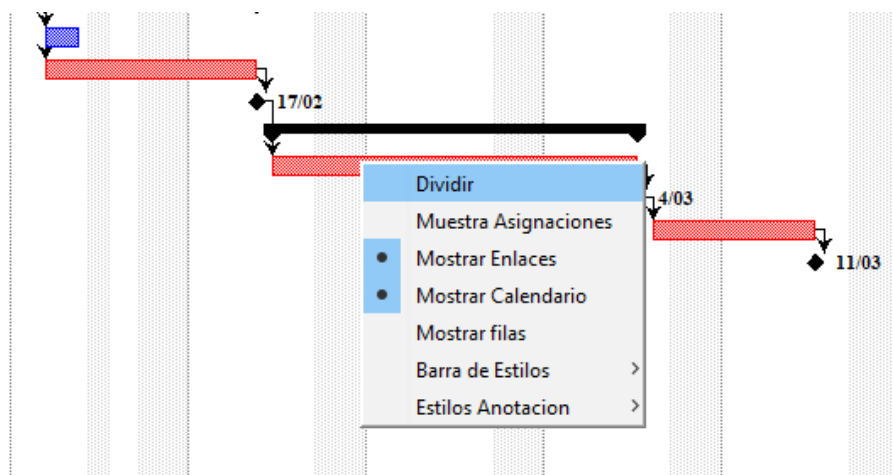 17/02
Dividir
4/03
Muestra Asignaciones
Mostrar Enlaces
11/03
Mostrar Calendario
Mostrar filas
Barra de Estilos
Estilos Anotacion